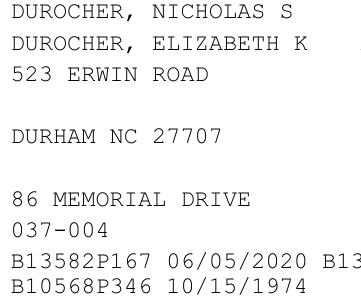 DUROCHER, NICHOLAS S
DUROCHER, ELIZABETH K
523 ERWIN ROAD
DURHAM NC 27707
86 MEMORIAL DRIVE
037-004
B13582P167 06/05/2020 B13
B10568P346 10/15/1974